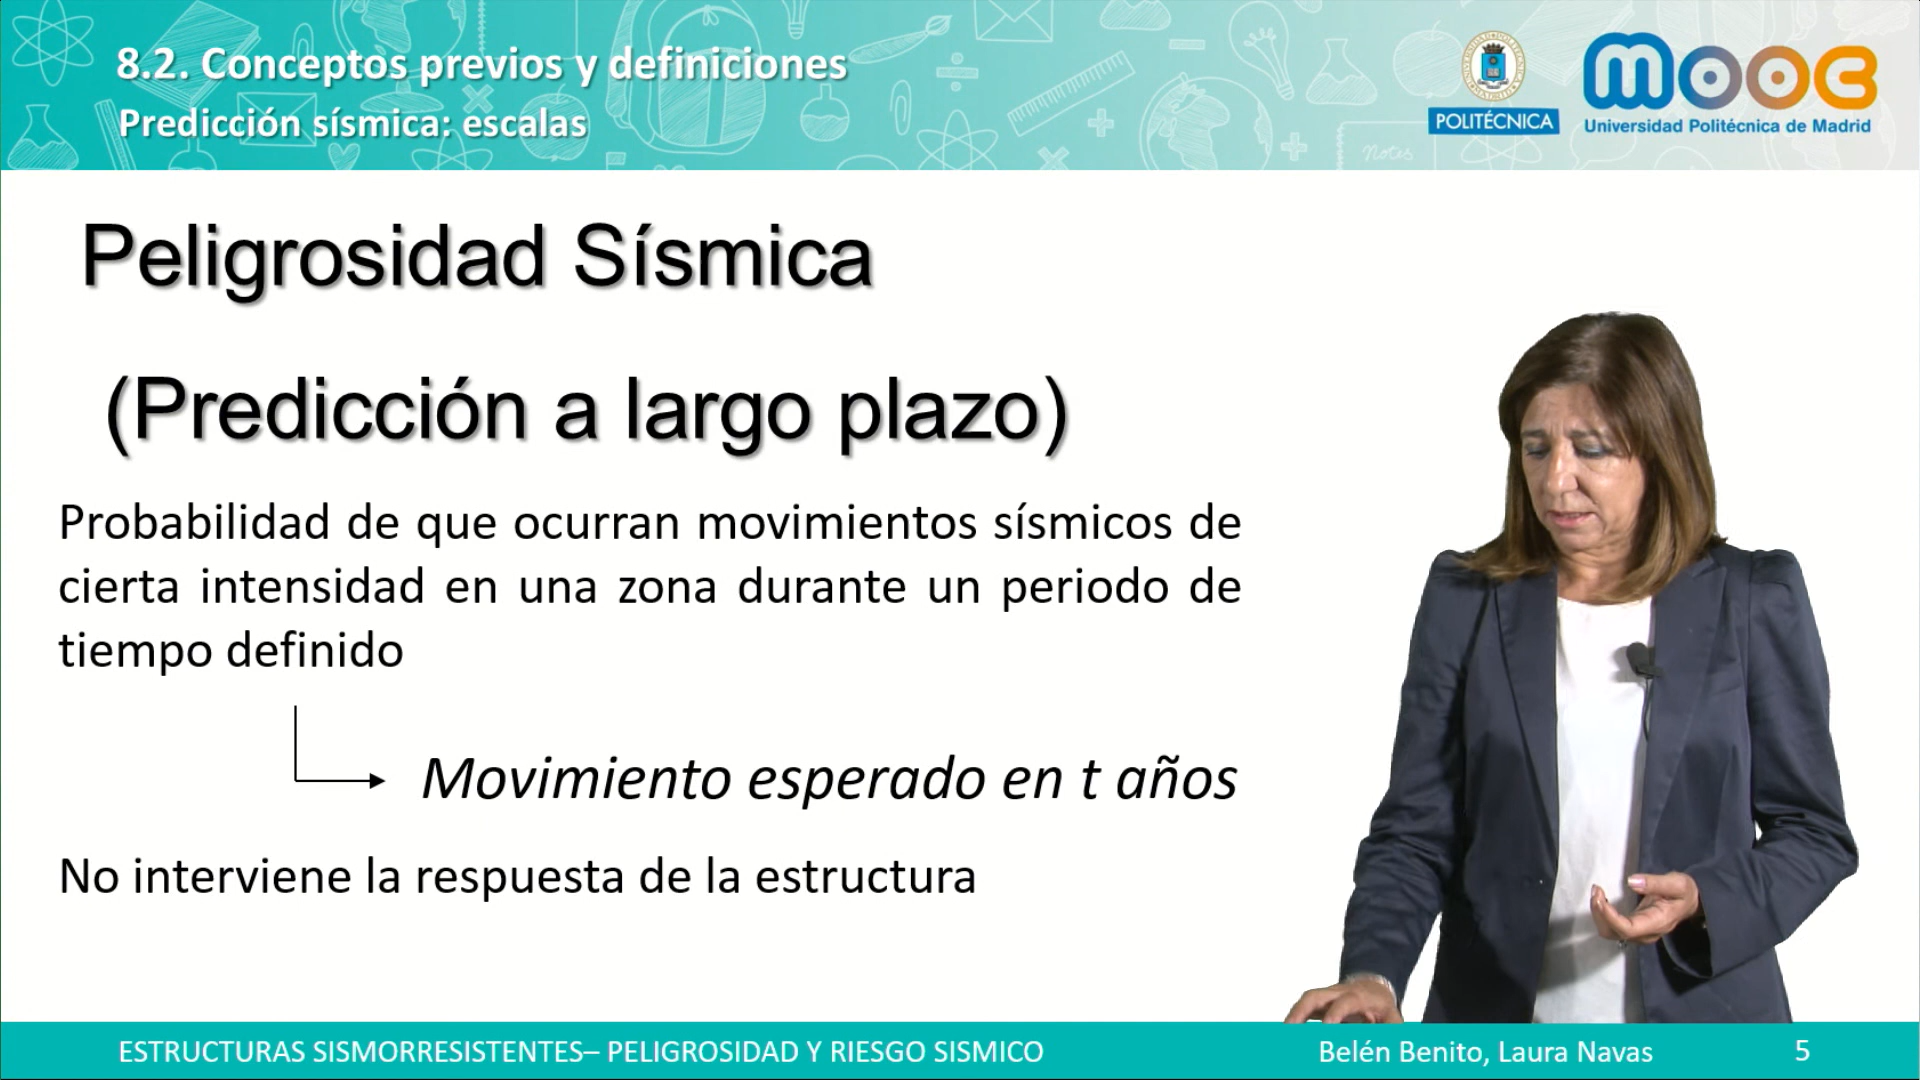 8.2. Conceptos previos y definiciones
Predicción sísmica: escalas
POLITÉCNICA
mooc
Universidad Politécnica de Madrid
Notes
Peligrosidad Sísmica
(Predicción a largo plazo)
Probabilidad de que ocurran movimientos sísmicos de
cierta intensidad en una zona durante un periodo de
tiempo definido
Movimiento esperado en t años
No interviene la respuesta de la estructura
ESTRUCTURAS SISMORRESISTENTES– PELIGROSIDAD Y RIESGO SISMICO
Belén Benito, Laura Navas
5